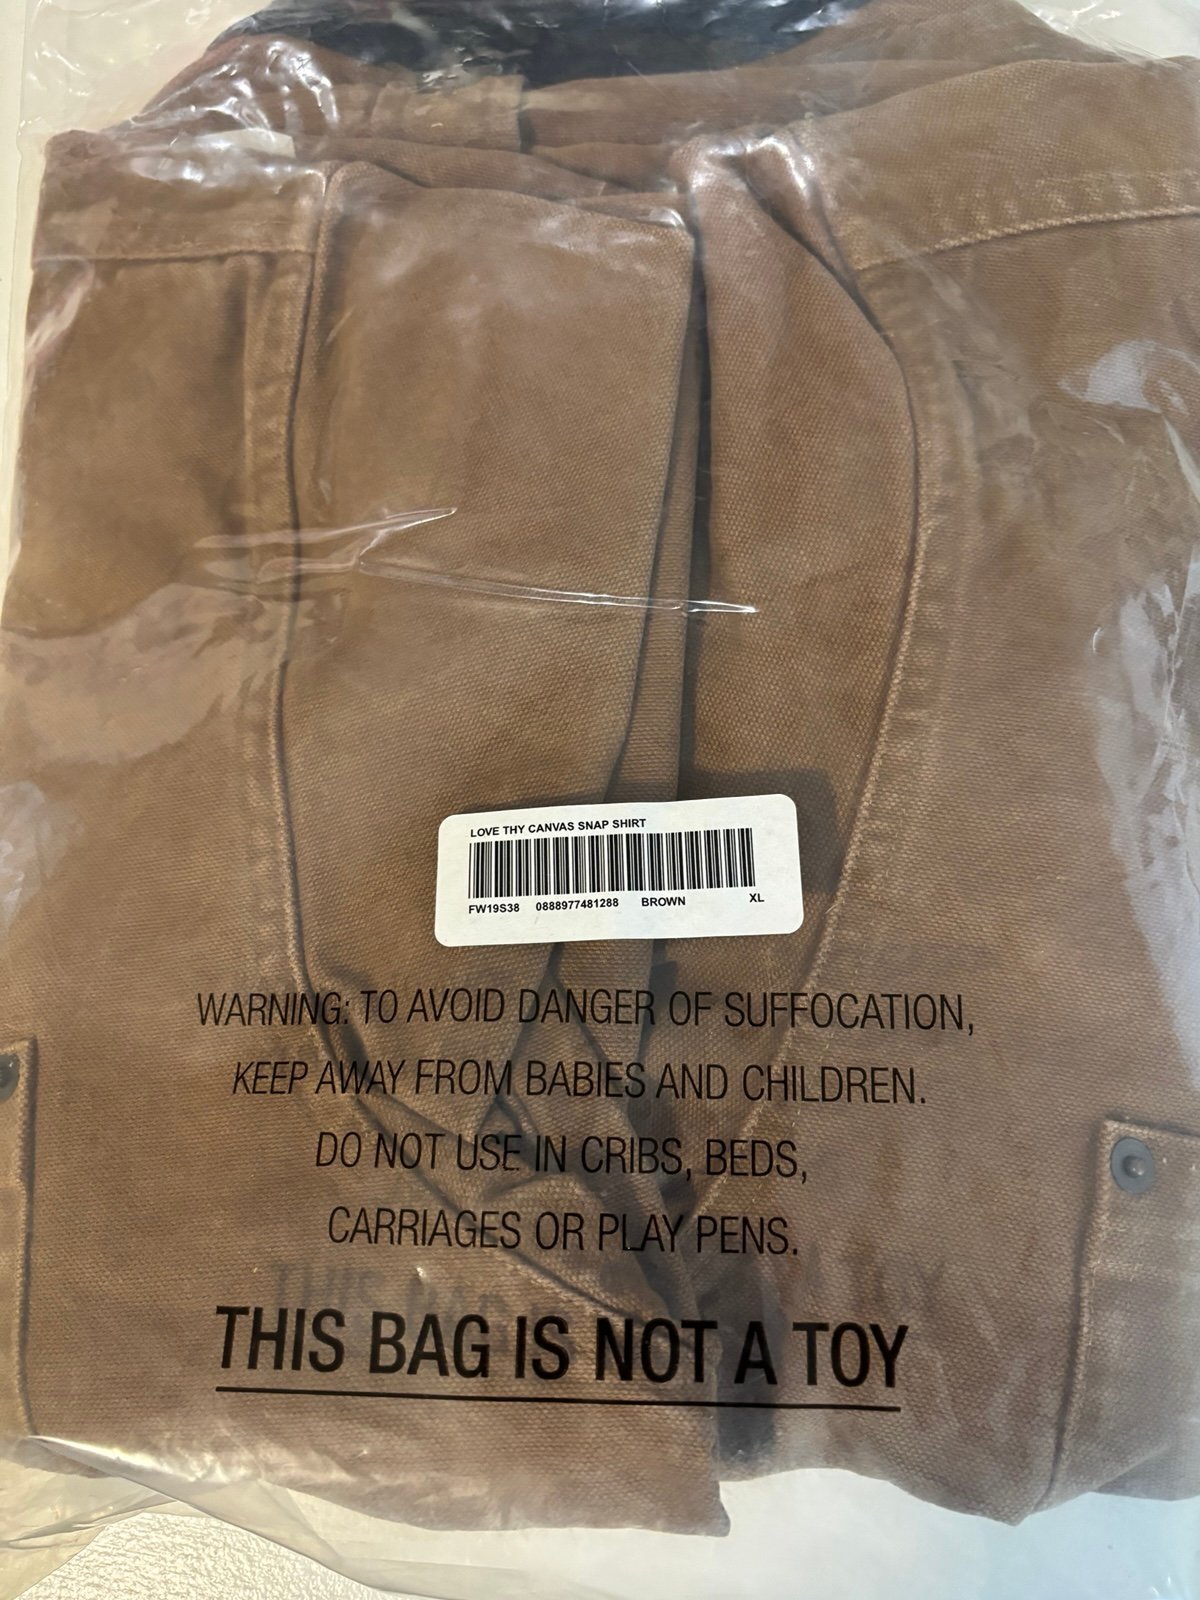 LOVE THY CANVAS SNAP SHIRT
FW19S38 0888977481288 BROWN XL
WARNING: TO AVOID DANGER OF SUFFOCATION,
KEEP AWAY FROM BABIES AND CHILDREN.
DO NOT USE IN CRIBS, BEDS,
CARRIAGES OR PLAY PENS.
THIS BAG IS NOT A TOY